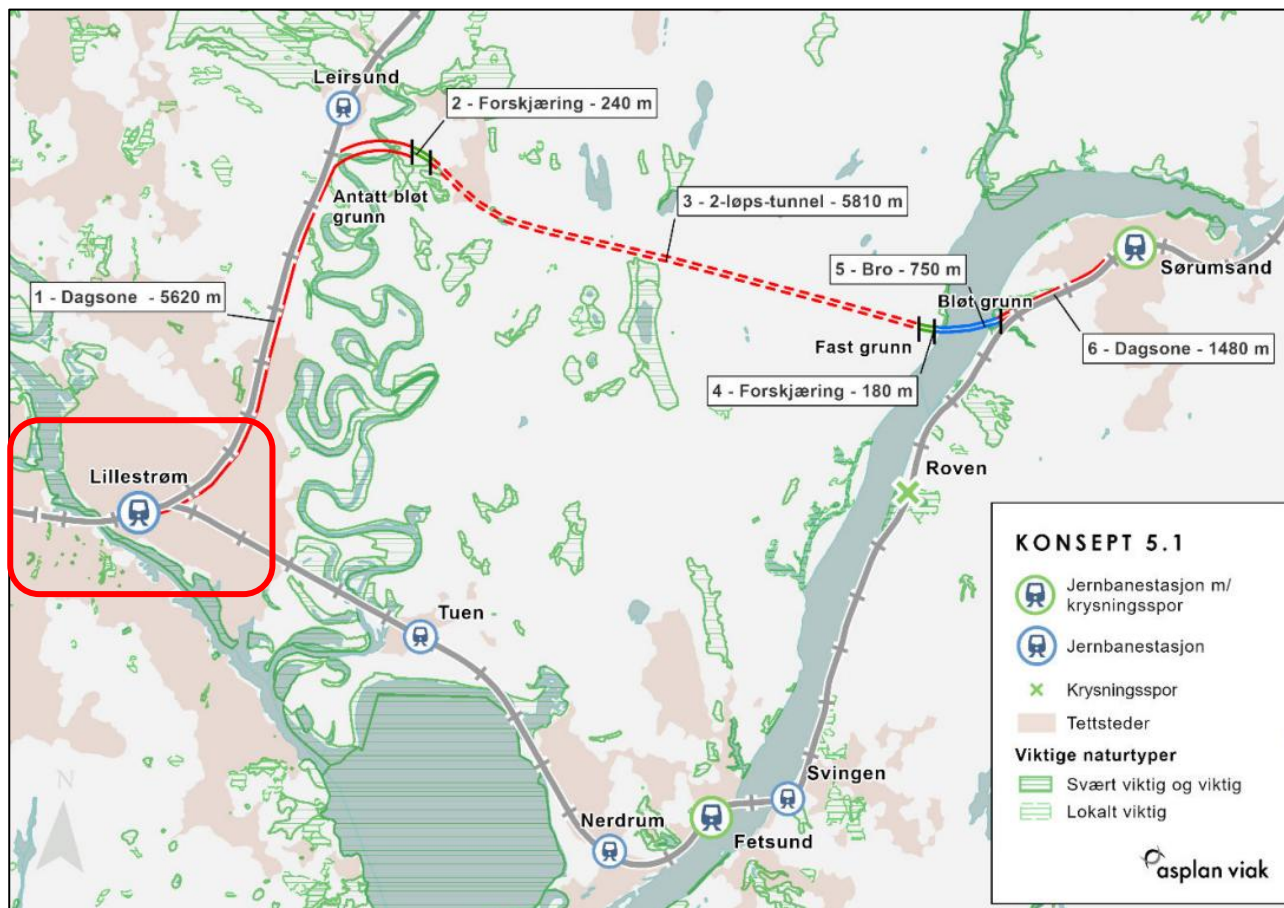 Leirsund
2 - Forskjæring - 240 m
Antatt bløt
grunn
3 - 2-løps-tunnel - 5810 m
5 - Bro - 750 m
Bløt grunn
Sørumsand
1 - Dagsone - 5620 m
Fast grunn
6 - Dagsone - 1480 m
4 - Forskjæring - 180 m
Lillestrøm
Roven
Tuen
Svingen
Nerdrum
Fetsund
N
KONSEPT 5.1
Jernbanestasjon m/
krysningsspor
Jernbanestasjon
Krysningsspor
Tettsteder
Viktige naturtyper
Svært viktig og viktig
Lokalt viktig
asplan viak